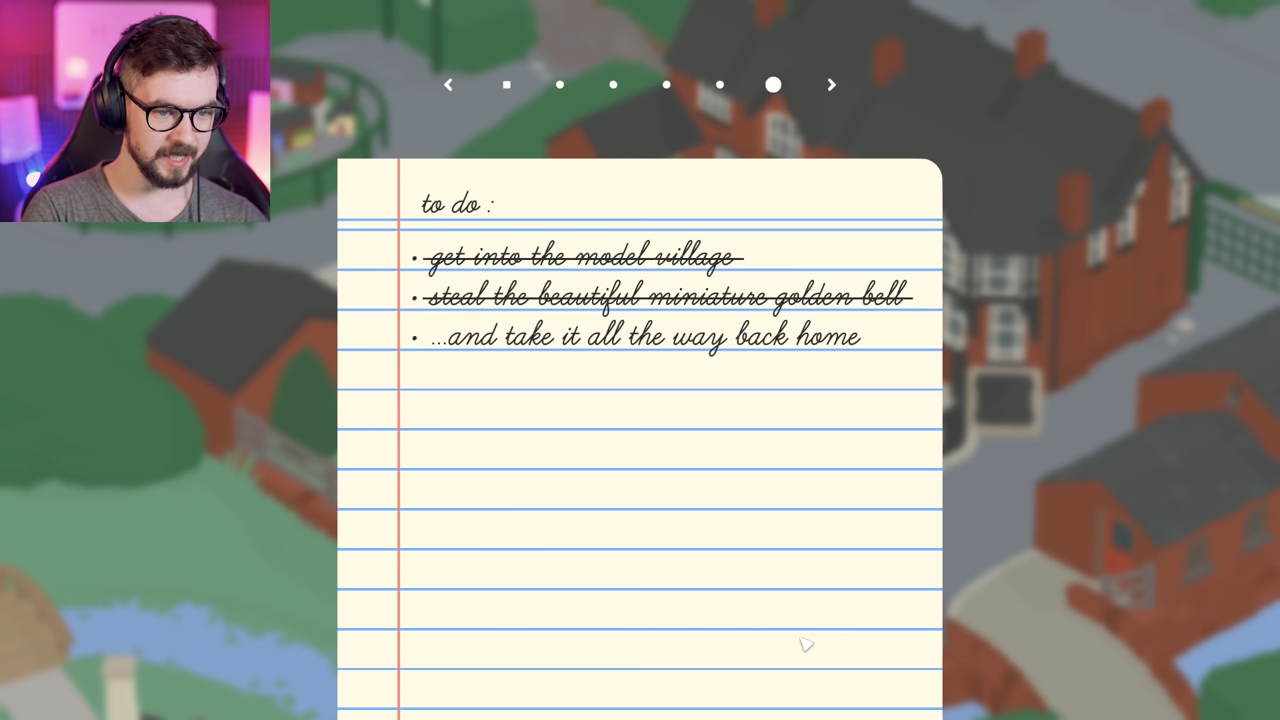 to do :
• get into the model village
• steal the beautiful miniature golden bell
• ...and take it all the way back home